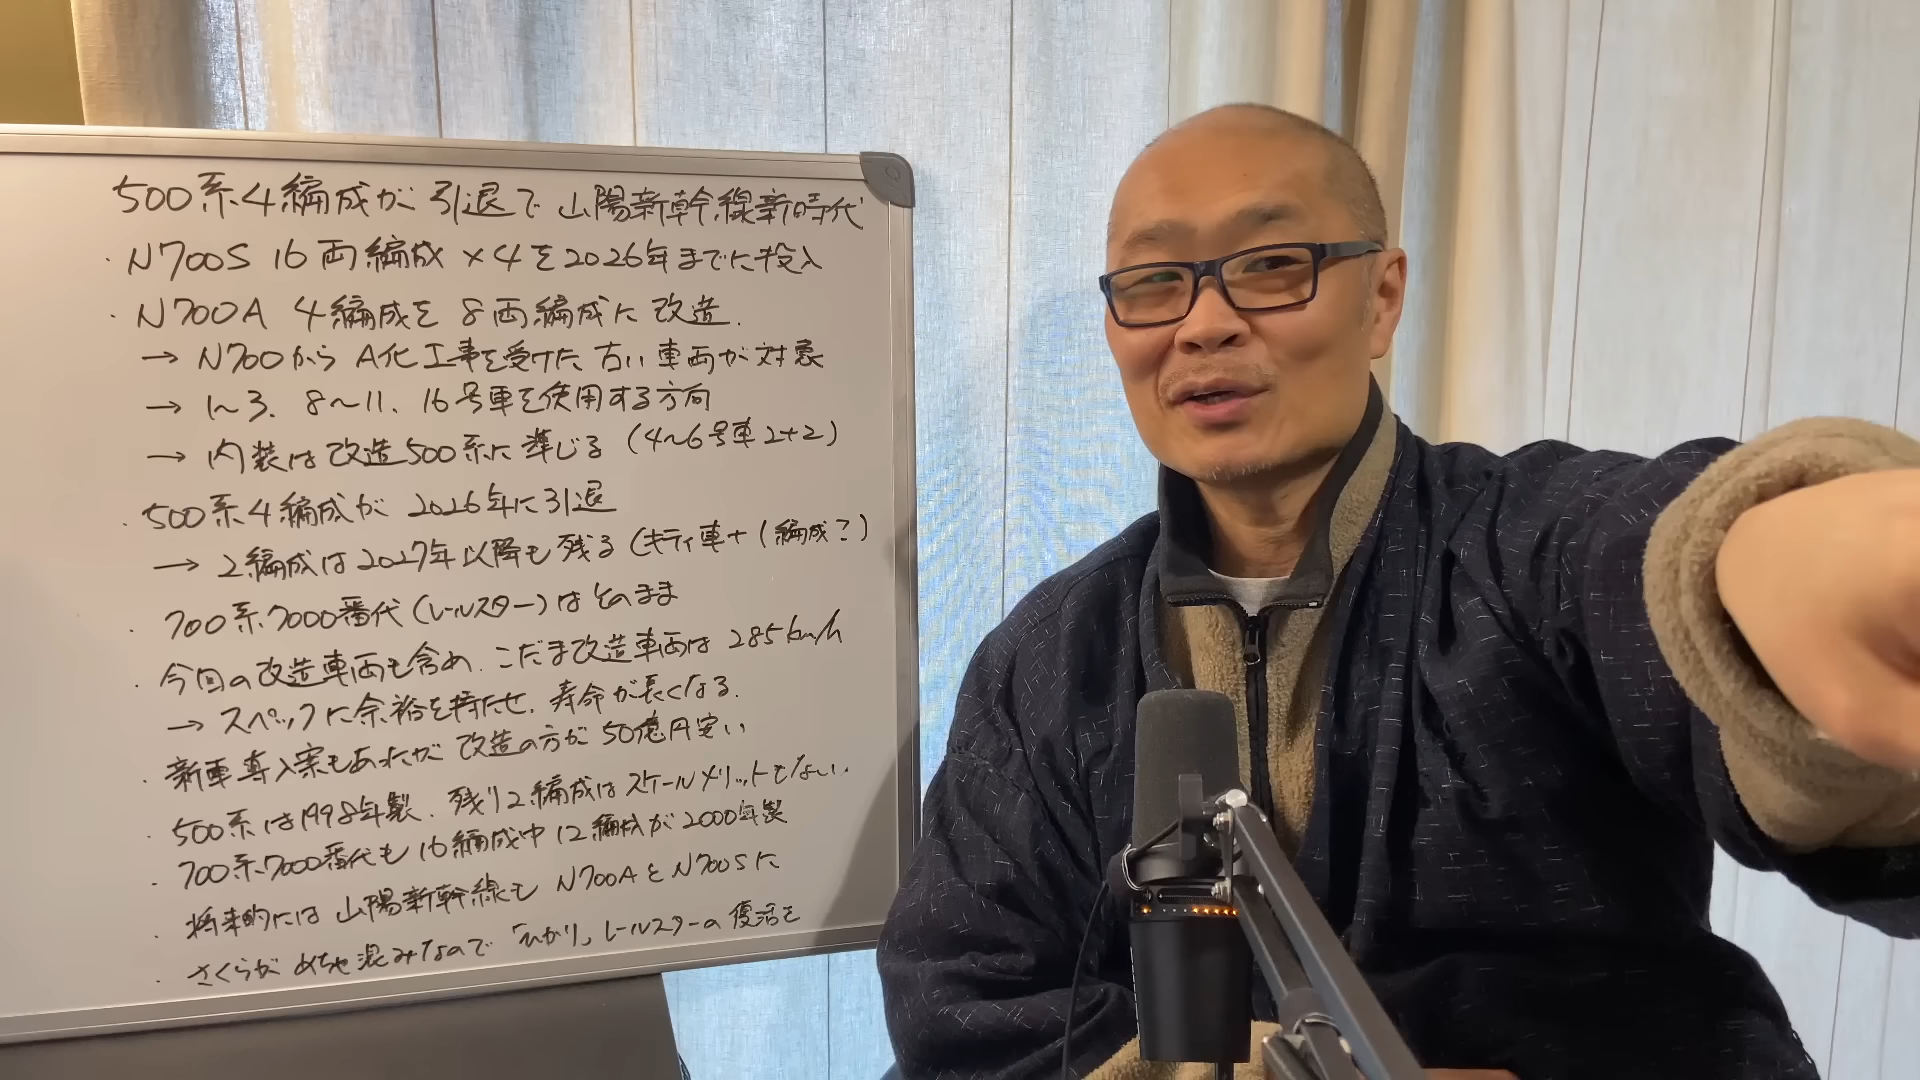 500系4編成が引退で山陽新幹線新時代
・N700S 16両編成×4を2026年までに投入
・N700A 4編成を8両編成に改造.
→ N700からA化工事を受けた古い車両が対象
→ 1〜3. 8〜11. 16号車を使用する方向
→ 内装は改造500系に準じる (4〜6号車2+2)
・500系4編成が2026年に引退
→ 2編成は2027年以降も残る (キティ車+1編成?)
・700系7000番代(レールスター)はそのまま
・今回の改造車両も含め. こだま改造車両は285km/h
→ スペックに余裕を持たせ. 寿命が長くなる.
・新車導入案もあったが改造の方が50億円安い
・500系は1998年製. 残り2編成はスケールメリットもない.
・700系7000番代も16編成中12編成が2000年製
・将来的には山陽新幹線もN700AとN700Sに
・さくらがめちゃ混みなので「ひかり」レールスターの復活を